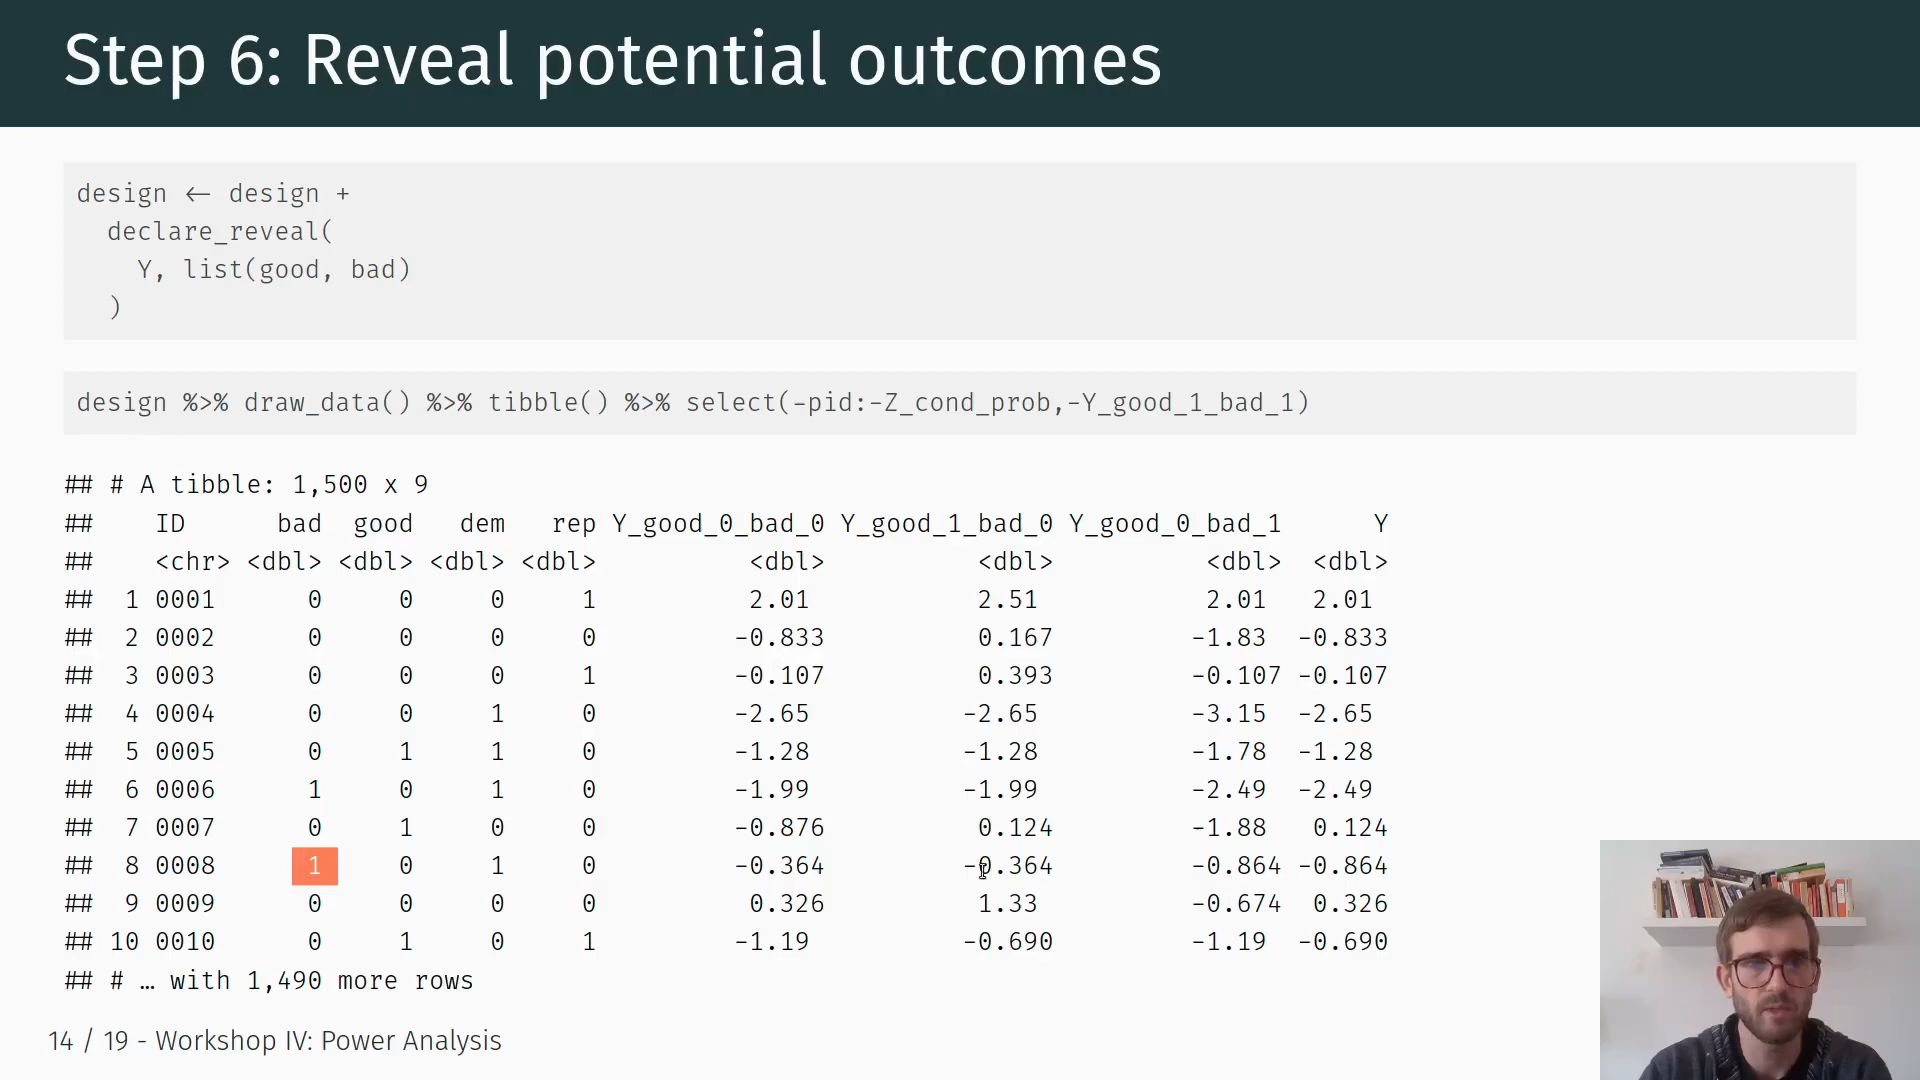 Step 6: Reveal potential outcomes
design <- design +
  declare_reveal(
    Y, list(good, bad)
  )
design %>% draw_data() %>% tibble() %>% select(-pid:-Z_cond_prob,-Y_good_1_bad_1)
## # A tibble: 1,500 x 9
##    ID      bad  good   dem   rep Y_good_0_bad_0 Y_good_1_bad_0 Y_good_0_bad_1      Y
##    <chr> <dbl> <dbl> <dbl> <dbl>          <dbl>          <dbl>          <dbl>  <dbl>
##  1 0001      0     0     0     1          2.01           2.51           2.01   2.01
##  2 0002      0     0     0     0         -0.833          0.167         -1.83  -0.833
##  3 0003      0     0     0     1         -0.107          0.393         -0.107 -0.107
##  4 0004      0     0     1     0         -2.65          -2.65          -3.15  -2.65
##  5 0005      0     1     1     0         -1.28          -1.28          -1.78  -1.28
##  6 0006      1     0     1     0         -1.99          -1.99          -2.49  -2.49
##  7 0007      0     1     0     0         -0.876          0.124         -1.88   0.124
##  8 0008      1     0     1     0         -0.364         -0.364         -0.864 -0.864
##  9 0009      0     0     0     0          0.326          1.33          -0.674  0.326
## 10 0010      0     1     0     1         -1.19          -0.690         -1.19  -0.690
## # … with 1,490 more rows
14 / 19 - Workshop IV: Power Analysis